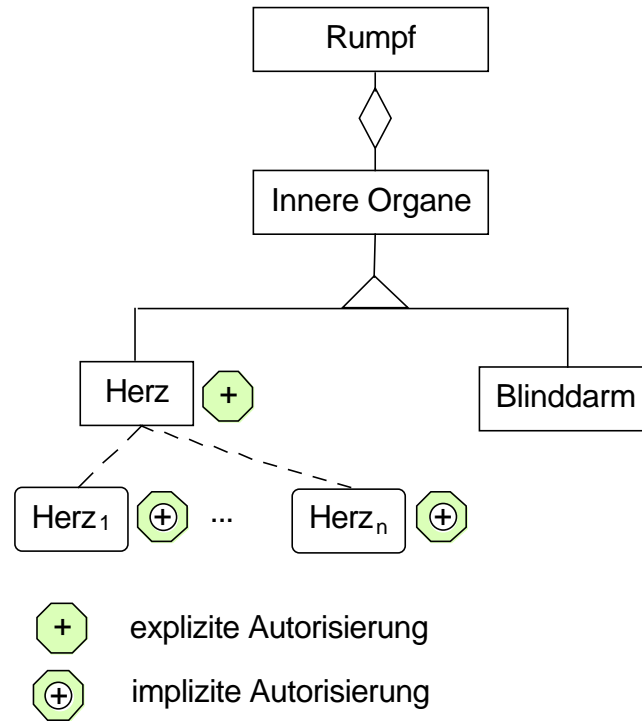 Rumpf
Innere Organe
Herz +
Blinddarm
Herz₁ + ... Herzₙ +
+ explizite Autorisierung
+ implizite Autorisierung